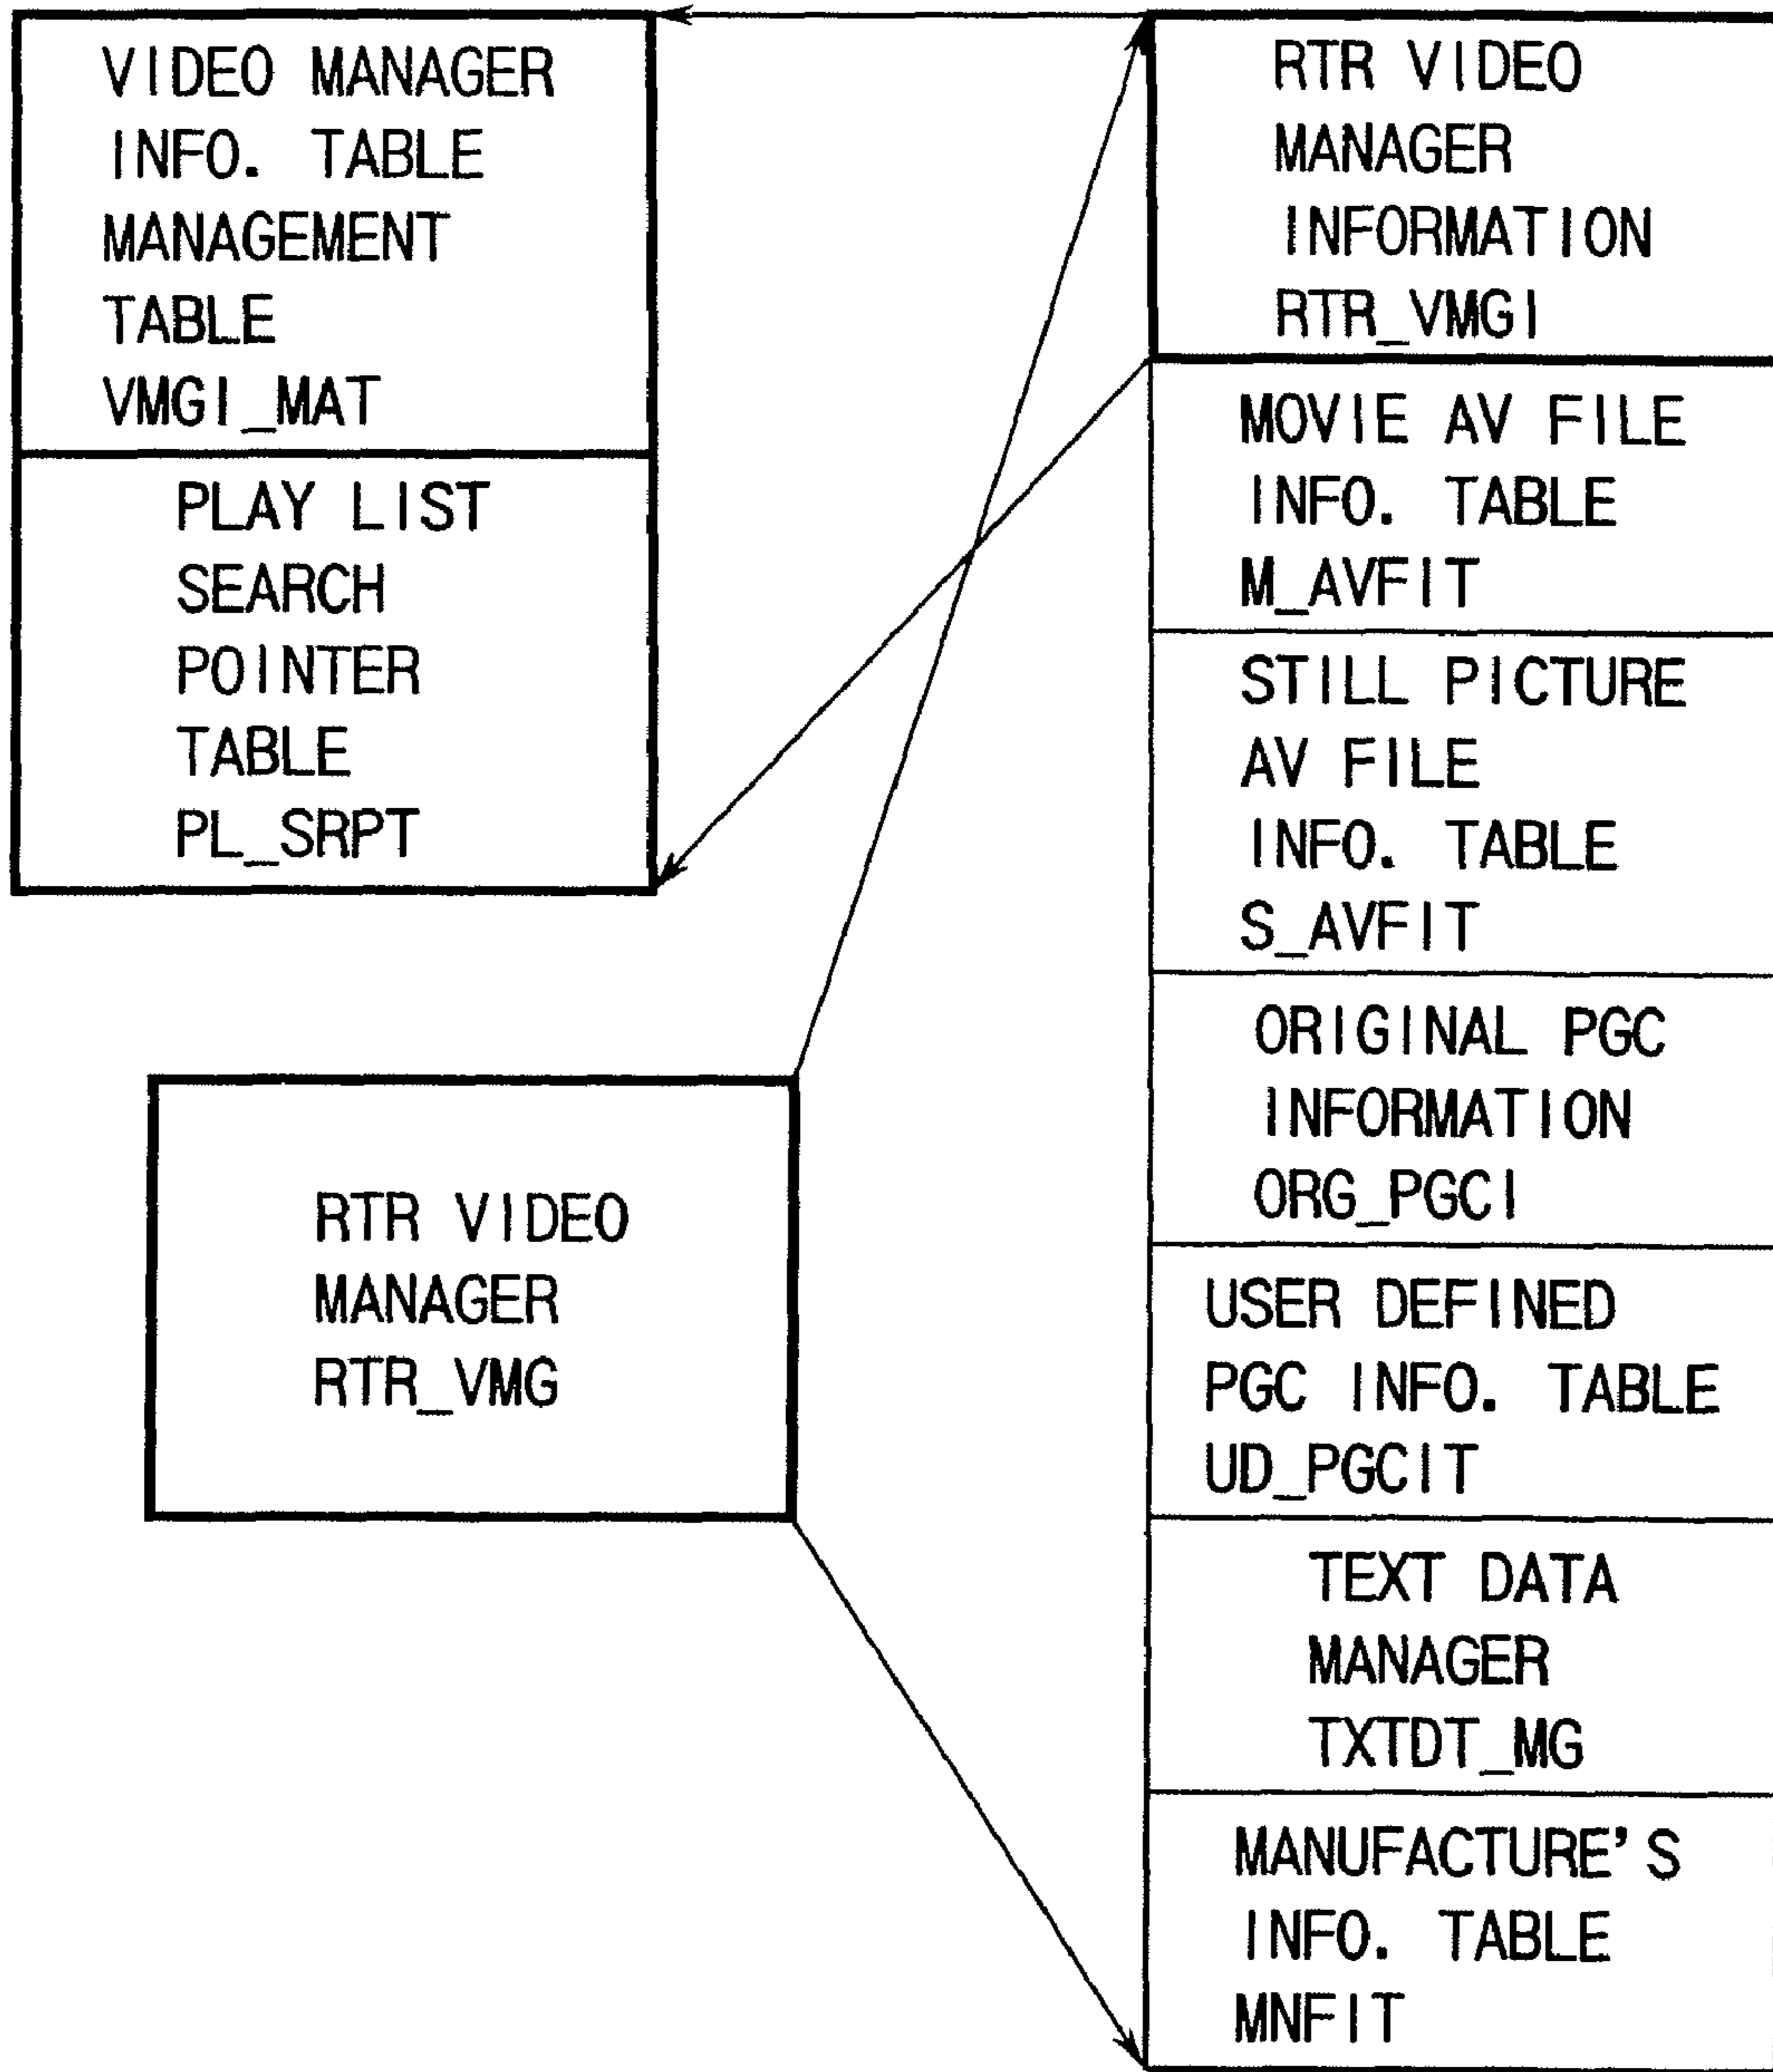 VIDEO MANAGER
INFO. TABLE
MANAGEMENT
TABLE
VMGI_MAT
PLAY LIST
SEARCH
POINTER
TABLE
PL_SRPT
RTR VIDEO
MANAGER
RTR_VMG
RTR VIDEO
MANAGER
INFORMATION
RTR_VMGI
MOVIE AV FILE
INFO. TABLE
M_AVFIT
STILL PICTURE
AV FILE
INFO. TABLE
S_AVFIT
ORIGINAL PGC
INFORMATION
ORG_PGCI
USER DEFINED
PGC INFO. TABLE
UD_PGCIT
TEXT DATA
MANAGER
TXTDT_MG
MANUFACTURE'S
INFO. TABLE
MNFIT